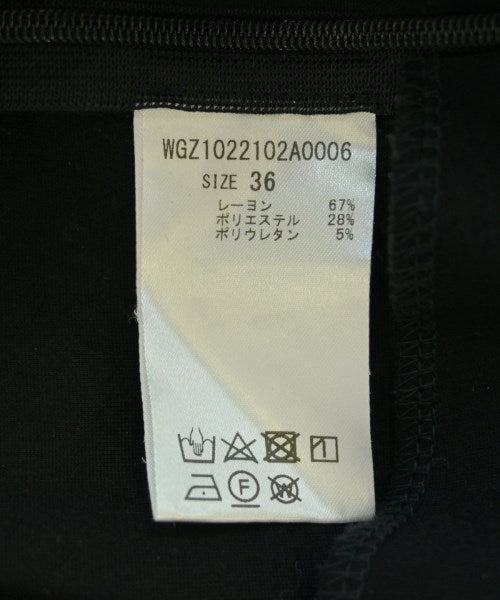 WGZ1022102A0006
SIZE 36
レーヨン 67%
ポリエステル 28%
ポリウレタン 5%
F W